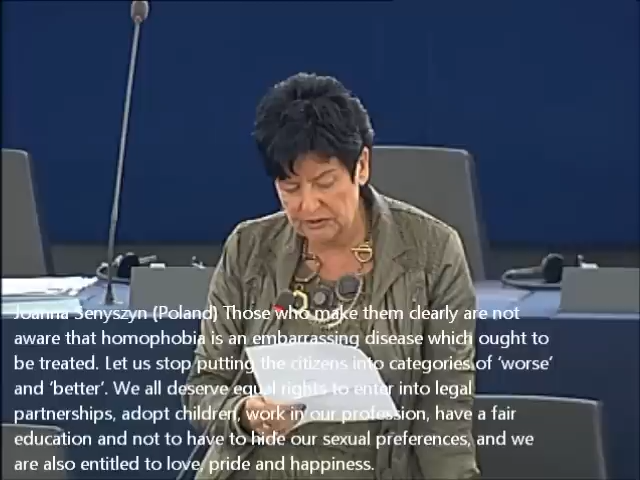 Joanna Senyszyn (Poland) Those who make them clearly are not
aware that homophobia is an embarrassing disease which ought to
be treated. Let us stop putting the citizens into categories of ‘worse’
and ‘better’. We all deserve equal rights to enter into legal
partnerships, adopt children, work in our profession, have a fair
education and not to have to hide our sexual preferences, and we
are also entitled to love, pride and happiness.